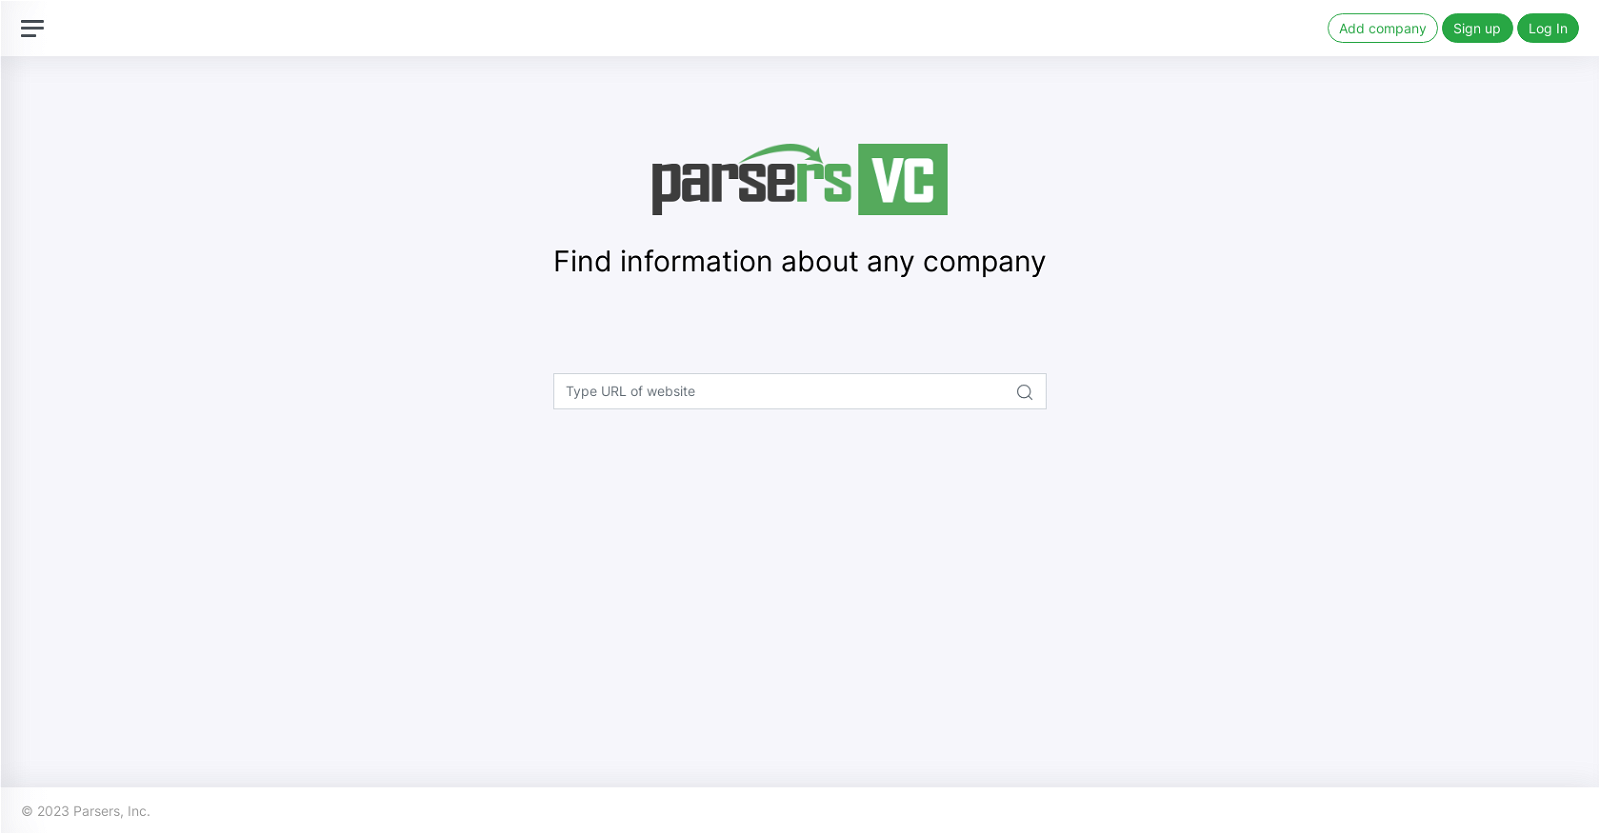 Add company Sign up Log In
parsers VC
Find information about any company
Type URL of website
© 2023 Parsers, Inc.